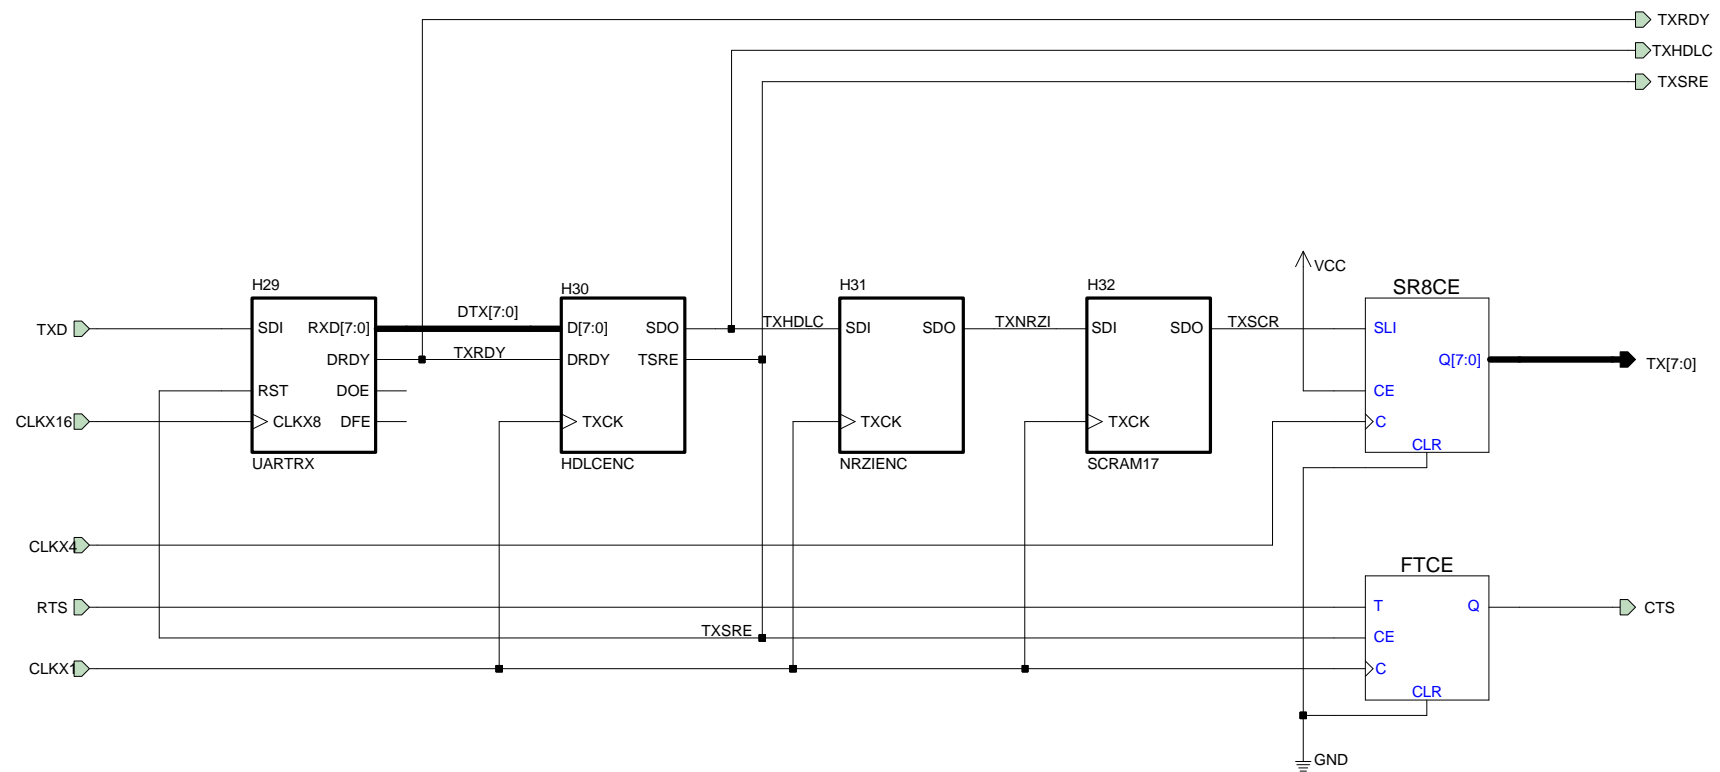 TXRDY
TXHDLC
TXSRE
VCC
H29
H30
H31
H32
SR8CE
TXD
SDI
RXD[7:0]
DTX[7:0]
D[7:0]
SDO
TXHDLC
SDI
SDO
TXNRZI
SDI
SDO
TXSCR
SLI
DRDY
TXRDY
DRDY
TSRE
Q[7:0]
TX[7:0]
RST
DOE
CE
CLKX16
CLKX8
DFE
TXCK
TXCK
TXCK
C
CLR
UARTRX
HDLCENC
NRZIENC
SCRAM17
CLKX4
FTCE
RTS
T
Q
CTS
TXSRE
CE
CLKX1
C
CLR
GND